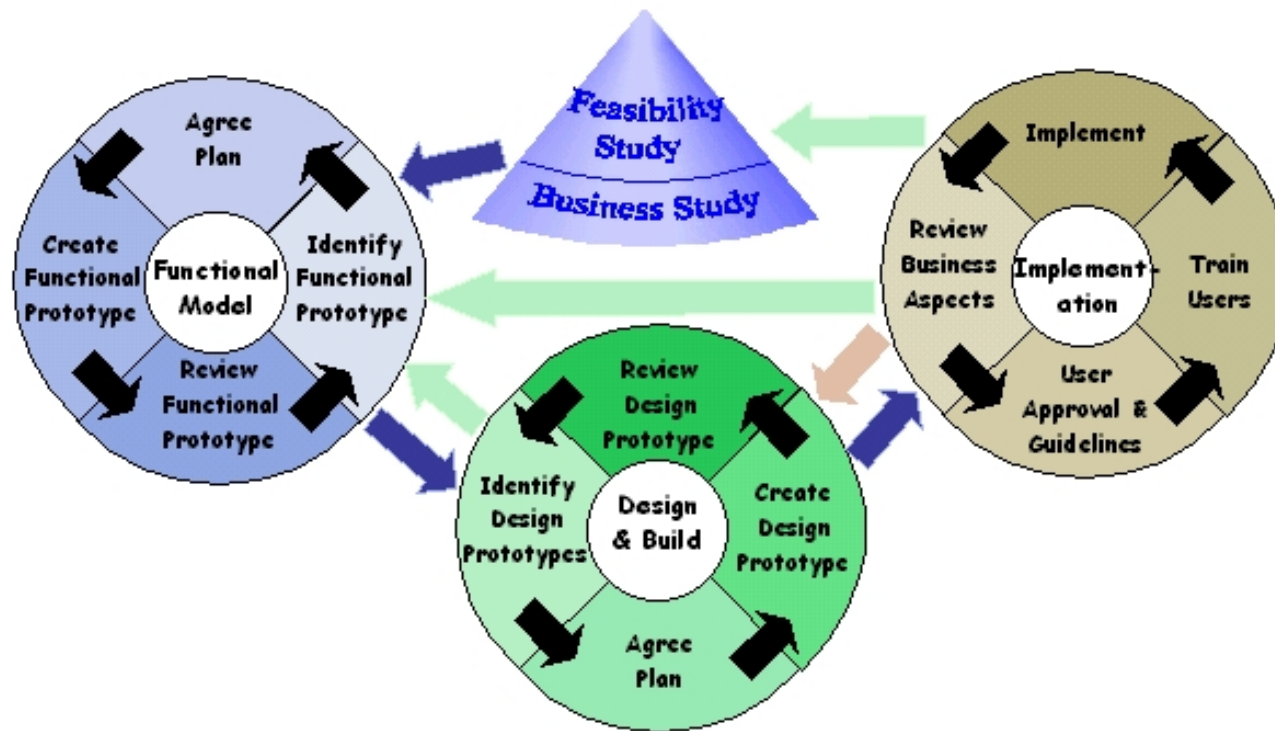 Feasibility
Study
Business Study
Agree
Plan
Create
Functional
Prototype
Functional
Model
Identify
Functional
Prototype
Review
Functional
Prototype
Implement
Review
Business
Aspects
Implement-
ation
Train
Users
User
Approval &
Guidelines
Review
Design
Prototype
Identify
Design
Prototypes
Design
& Build
Create
Design
Prototype
Agree
Plan